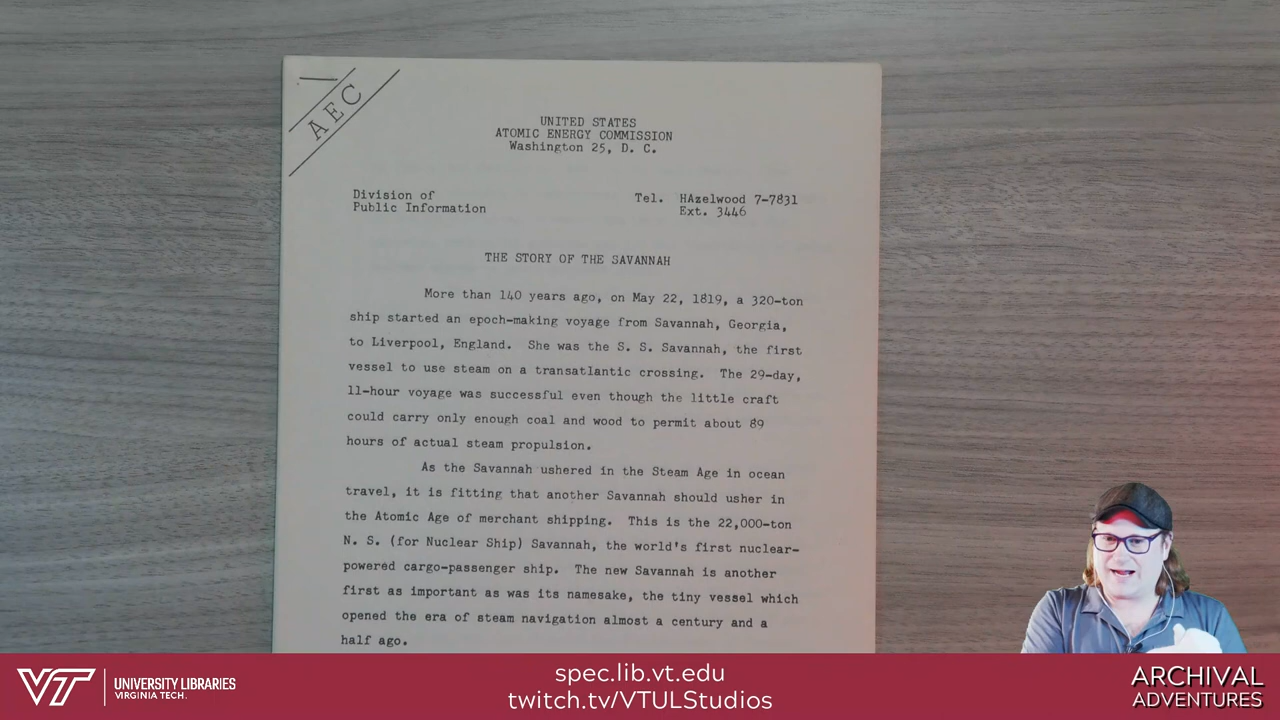 AEC
UNITED STATES
ATOMIC ENERGY COMMISSION
Washington 25, D. C.
Division of
Public Information
Tel. HAzelwood 7-7831
Ext. 3446
THE STORY OF THE SAVANNAH
More than 140 years ago, on May 22, 1819, a 320-ton
ship started an epoch-making voyage from Savannah, Georgia,
to Liverpool, England. She was the S. S. Savannah, the first
vessel to use steam on a transatlantic crossing. The 29-day,
11-hour voyage was successful even though the little craft
could carry only enough coal and wood to permit about 89
hours of actual steam propulsion.
As the Savannah ushered in the Steam Age in ocean
travel, it is fitting that another Savannah should usher in
the Atomic Age of merchant shipping. This is the 22,000-ton
N. S. (for Nuclear Ship) Savannah, the world's first nuclear-
powered cargo-passenger ship. The new Savannah is another
first as important as was its namesake, the tiny vessel which
opened the era of steam navigation almost a century and a
half ago.
VT UNIVERSITY LIBRARIES
VIRGINIA TECH.
spec.lib.vt.edu
twitch.tv/VTULStudios
ARCHIVAL
ADVENTURES